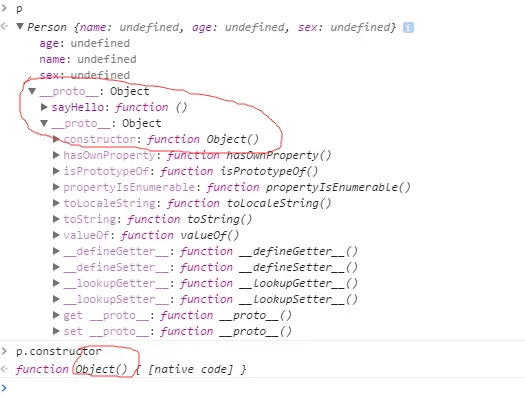 p
Person {name: undefined, age: undefined, sex: undefined}
age: undefined
name: undefined
sex: undefined
__proto__: Object
sayHello: function ()
__proto__: Object
constructor: function Object()
hasOwnProperty: function hasOwnProperty()
isPrototypeOf: function isPrototypeOf()
propertyIsEnumerable: function propertyIsEnumerable()
toLocaleString: function toLocaleString()
toString: function toString()
valueOf: function valueOf()
__defineGetter__: function __defineGetter__()
__defineSetter__: function __defineSetter__()
__lookupGetter__: function __lookupGetter__()
__lookupSetter__: function __lookupSetter__()
get __proto__: function __proto__()
set __proto__: function __proto__()
p.constructor
function Object() { [native code] }